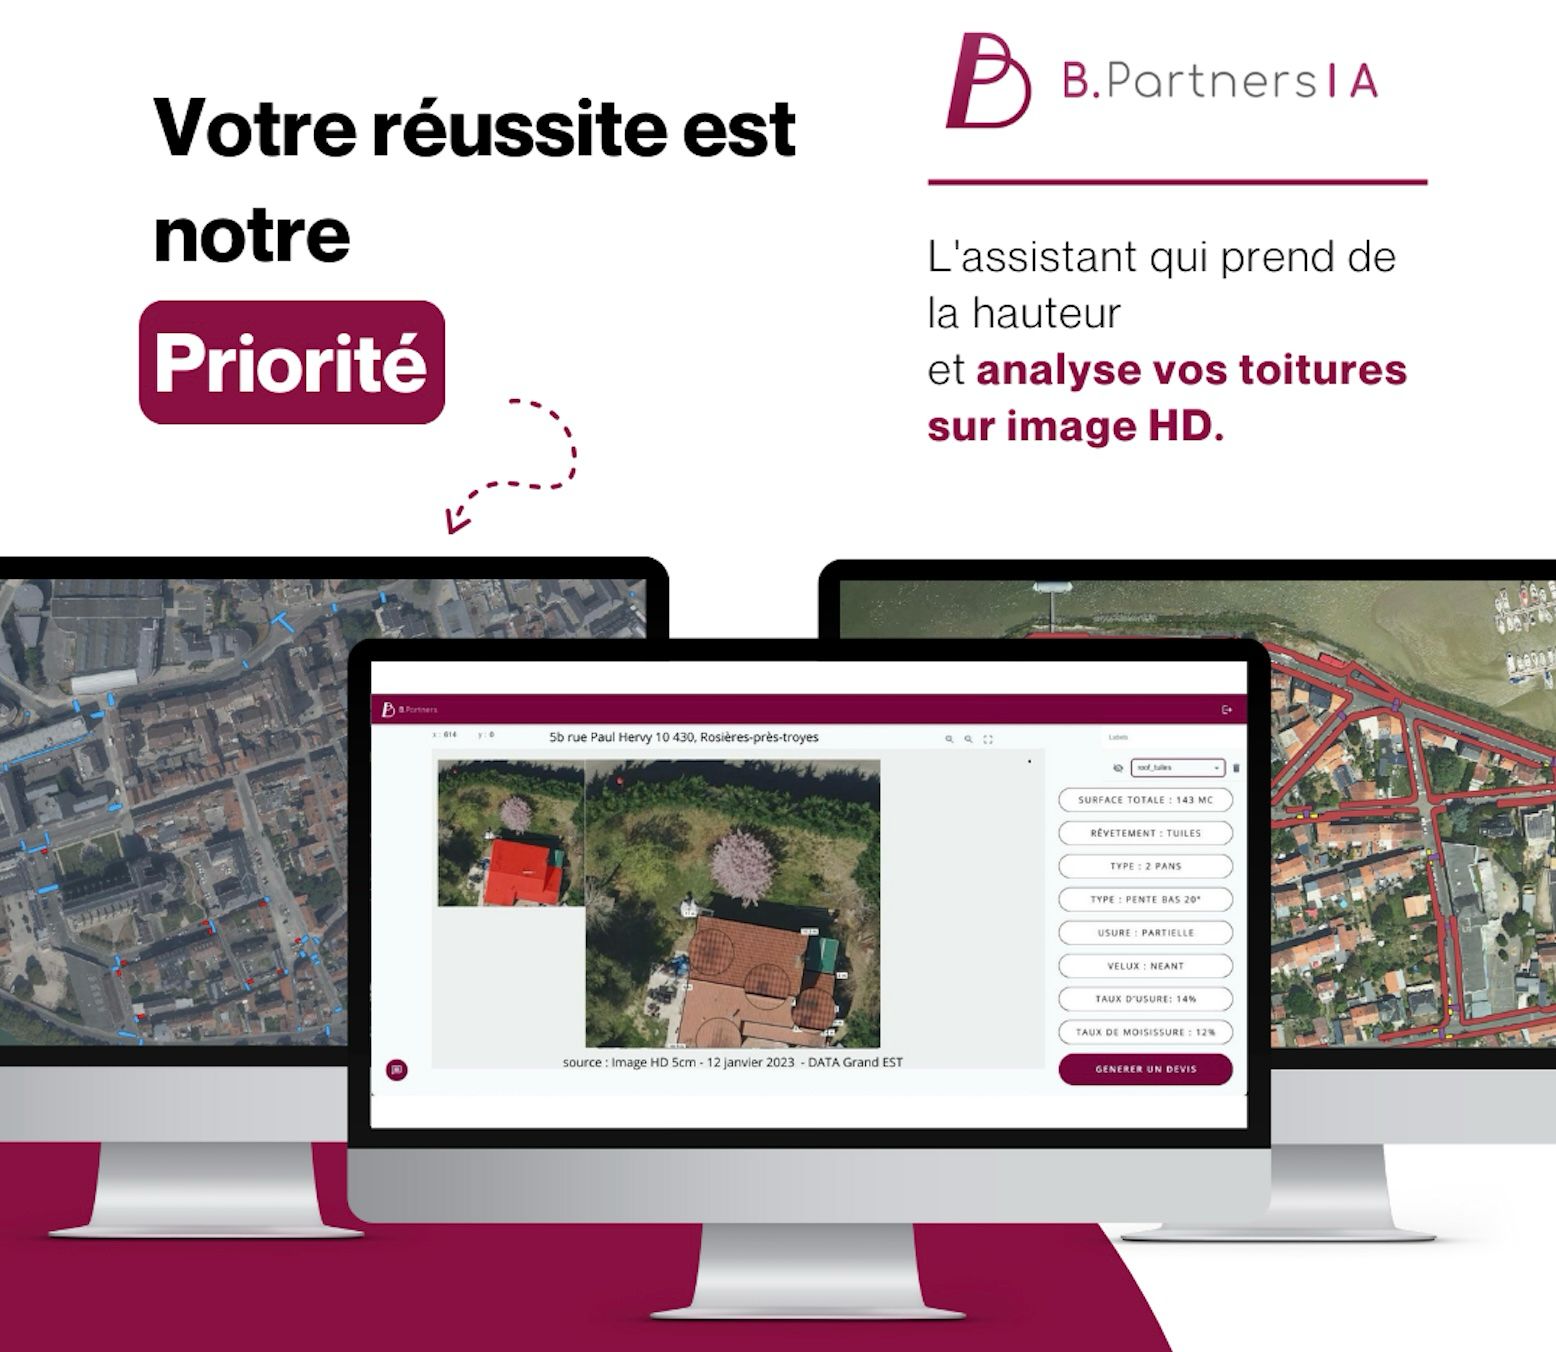 Votre réussite est
notre
Priorité
B.PartnersIA
L'assistant qui prend de
la hauteur
et analyse vos toitures
sur image HD.
B.Partners
x : 614 y : 0
5b rue Paul Hervy 10 430, Rosières-près-troyes
Labels
roof_tuiles
SURFACE TOTALE : 143 MC
RÊVETEMENT : TUILES
TYPE : 2 PANS
TYPE : PENTE BAS 20°
USURE : PARTIELLE
VELUX : NEANT
TAUX D'USURE: 14%
TAUX DE MOISISSURE : 12%
GENERER UN DEVIS
source : Image HD 5cm - 12 janvier 2023 - DATA Grand EST